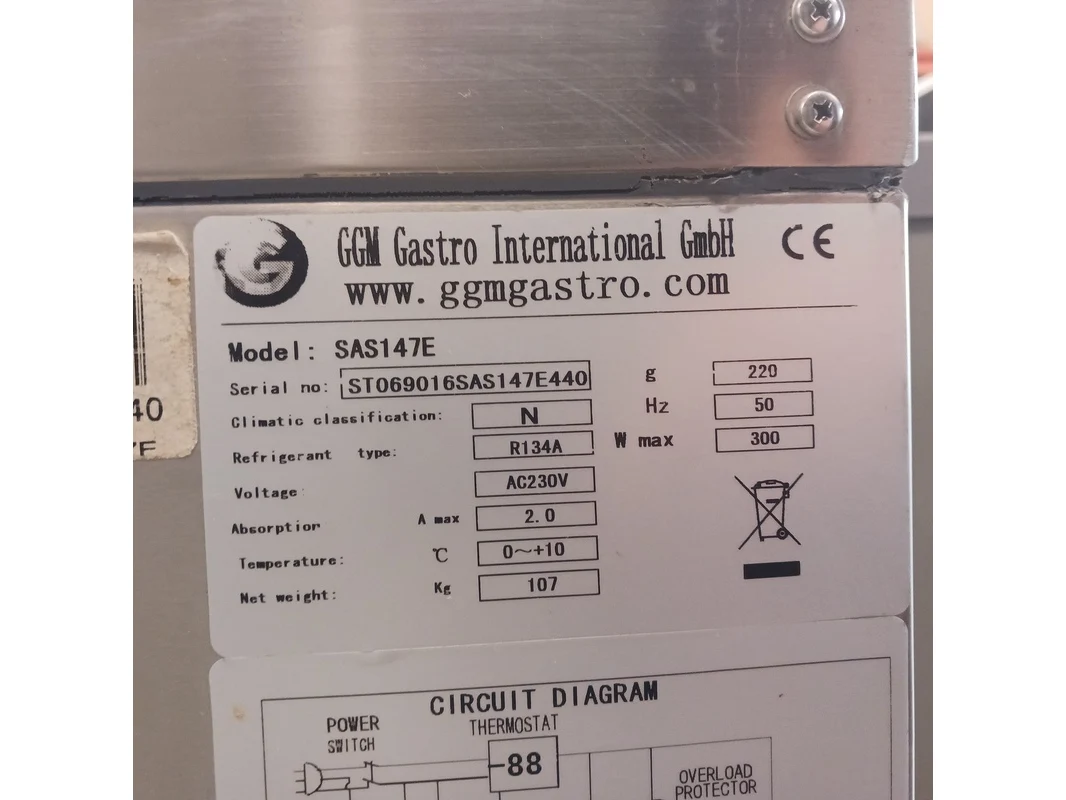 GGM Gastro International GmbH
www.ggmgastro.com
CE
G
Model: SAS147E
Serial no: ST069016SAS147E440
g 220
Climatic classification: N
Hz 50
Refrigerant type: R134A
W max 300
Voltage AC230V
Absorption A max 2.0
Temperature: ℃ 0~+10
Net weight: Kg 107
40
7E
CIRCUIT DIAGRAM
POWER
SWITCH
THERMOSTAT
-88
OVERLOAD
PROTECTOR